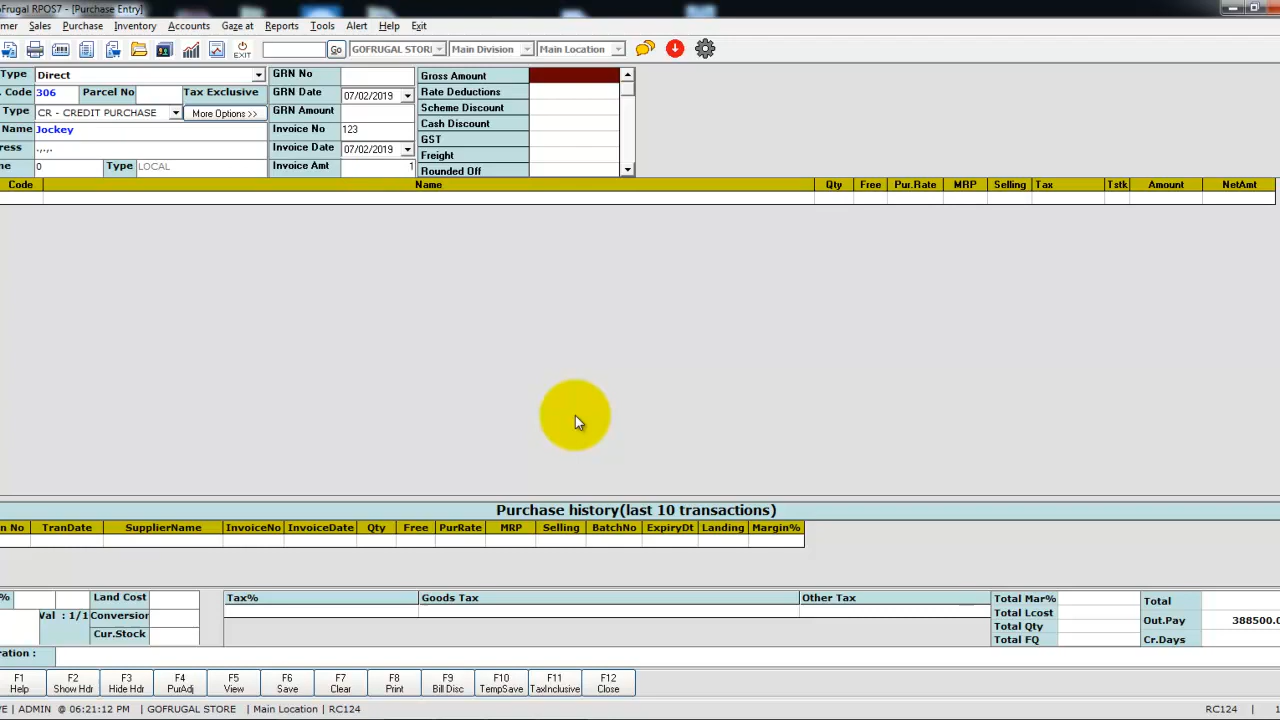 oFrugal RPOS7 - [Purchase Entry]
mer Sales Purchase Inventory Accounts Gaze at Reports Tools Alert Help Exit
EXIT Go GOFRUGAL STORI Main Division Main Location
Type Direct GRN No Gross Amount
. Code 306 Parcel No Tax Exclusive GRN Date 07/02/2019 Rate Deductions
Type CR - CREDIT PURCHASE More Options >> GRN Amount Scheme Discount
Name Jockey Invoice No 123 Cash Discount
ress .,.,. Invoice Date 07/02/2019 GST
ne 0 Type LOCAL Invoice Amt 1 Freight
Rounded Off
Code Name Qty Free Pur.Rate MRP Selling Tax Tstk Amount NetAmt
Purchase history(last 10 transactions)
n No TranDate SupplierName InvoiceNo InvoiceDate Qty Free PurRate MRP Selling BatchNo ExpiryDt Landing Margin%
% Land Cost Tax% Goods Tax Other Tax Total Mar% Total
Val : 1/1 Conversion Total Lcost
Total Qty Out.Pay 388500.0
Cur.Stock Total FQ Cr.Days
ration :
F1 F2 F3 F4 F5 F6 F7 F8 F9 F10 F11 F12
Help Show Hdr Hide Hdr PurAdj View Save Clear Print Bill Disc TempSave TaxInclusive Close
VE | ADMIN @ 06:21:12 PM | GOFRUGAL STORE | Main Location | RC124 RC124 | 1